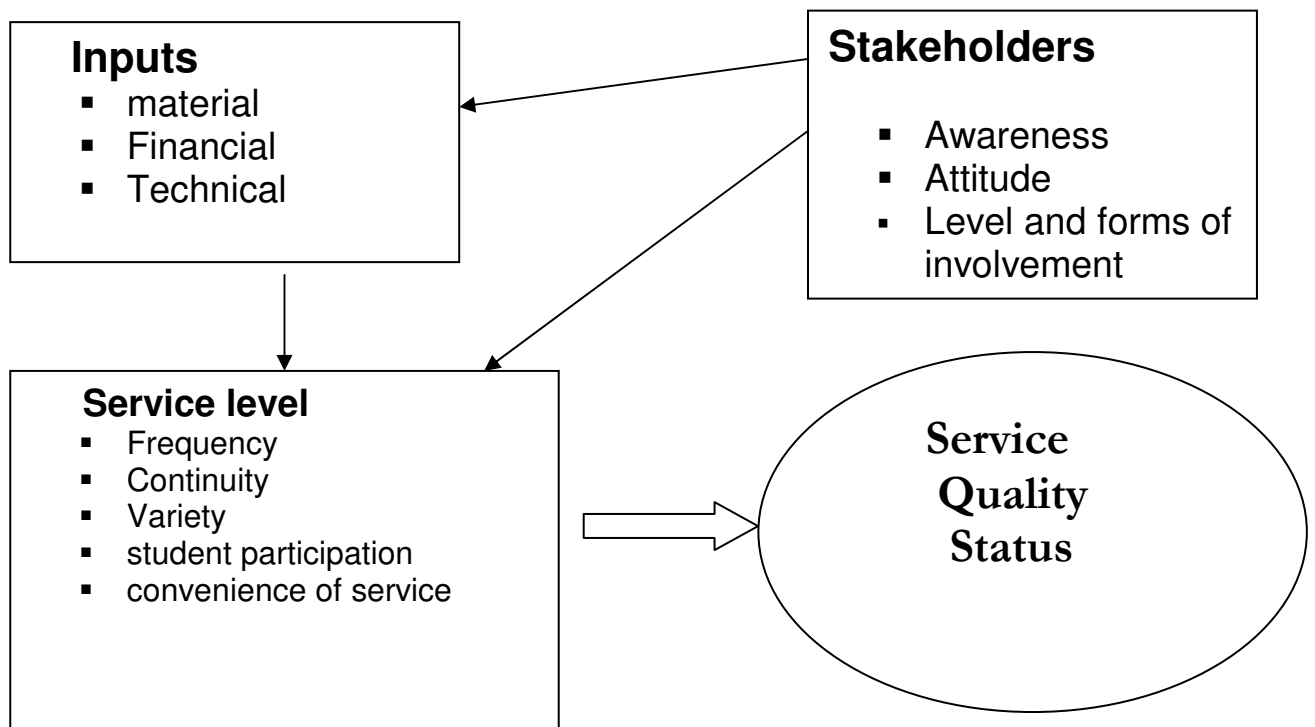 Inputs
▪ material
▪ Financial
▪ Technical
Stakeholders
▪ Awareness
▪ Attitude
▪ Level and forms of
involvement
Service level
▪ Frequency
▪ Continuity
▪ Variety
▪ student participation
▪ convenience of service
Service
Quality
Status